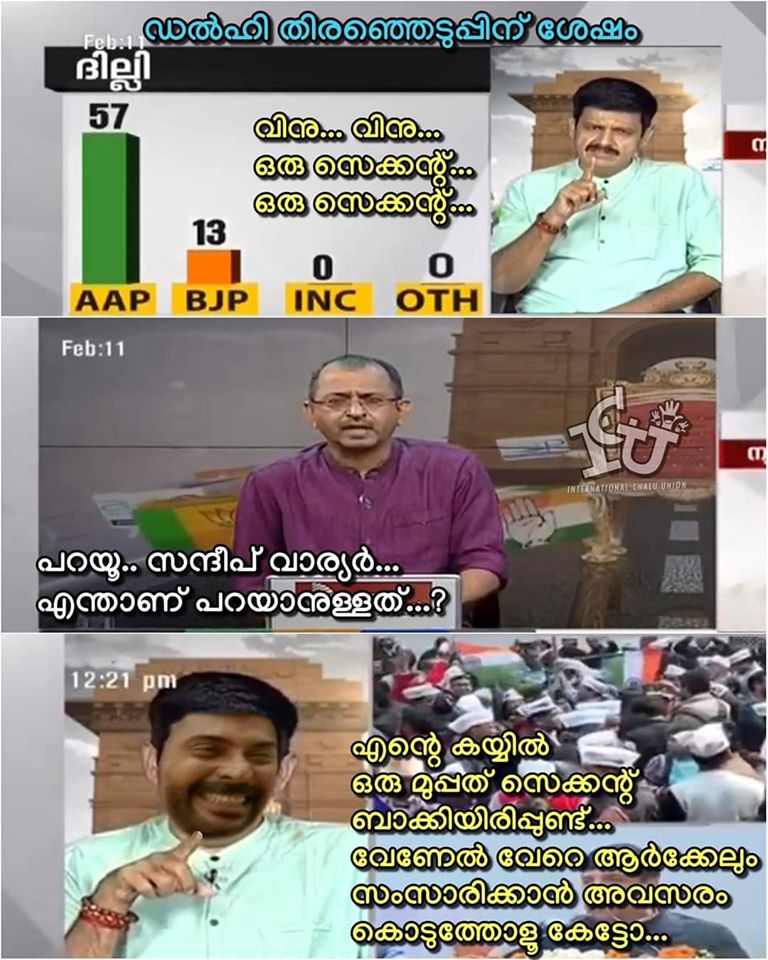 Feb:11
ഡൽഹി തിരഞ്ഞെടുപ്പിന് ശേഷം
ദില്ലി
57
13
0
0
AAP BJP INC OTH
വിനു... വിനു...
ഒരു സെക്കന്റ്...
ഒരു സെക്കന്റ്...
ന
Feb:11
ICU
INTERNATIONAL CHALU UNION
ന
പറയൂ.. സന്ദീപ് വാര്യർ...
എന്താണ് പറയാനുള്ളത്...?
12:21 pm
എന്റെ കയ്യിൽ
ഒരു മുപ്പത് സെക്കന്റ്
ബാക്കിയിരിപ്പുണ്ട്...
വേണേൽ വേറെ ആർക്കേലും
സംസാരിക്കാൻ അവസരം
കൊടുത്തോളൂ കേട്ടോ...